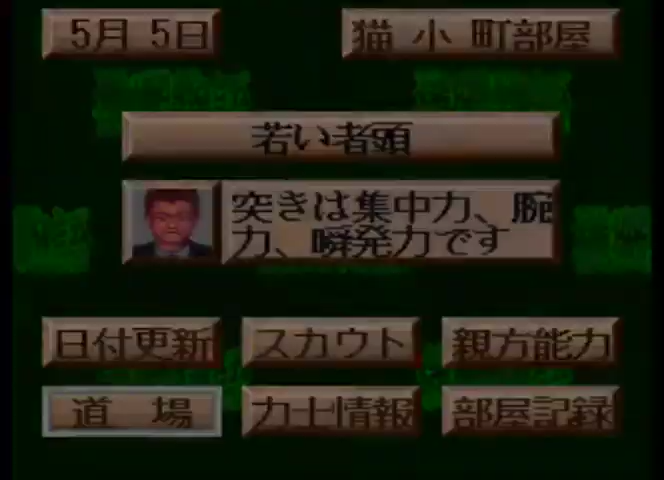 5月 5日
猫 小 町部屋
若い者頭
突きは集中力、腕
力、瞬発力です
日付更新
スカウト
親方能力
道 場
力士情報
部屋記録